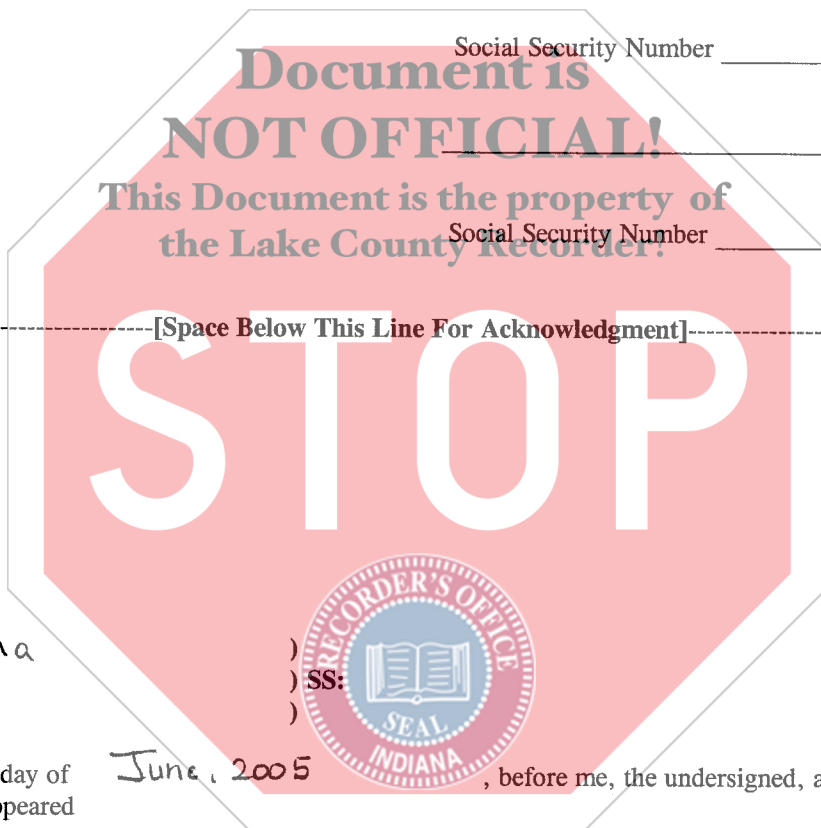 Social Security Number
Document is
NOT OFFICIAL!
This Document is the property of
the Lake County Recorder!
Social Security Number
[Space Below This Line For Acknowledgment]
STOP
RECORDER'S OFFICE
SEAL
INDIANA
)
) SS:
)
day of June, 2005, before me, the undersigned, a
ppeared